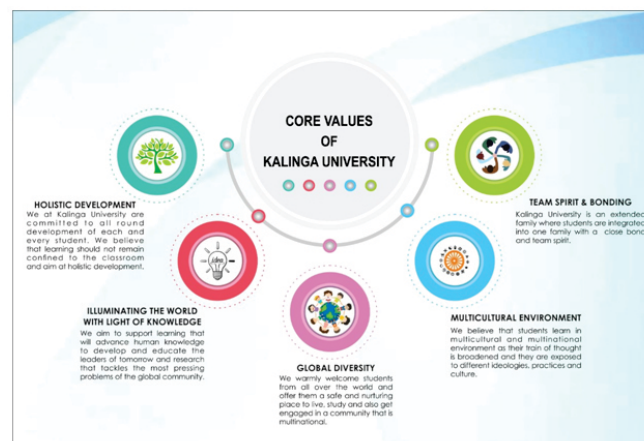 CORE VALUES
OF
KALINGA UNIVERSITY
HOLISTIC DEVELOPMENT
We at Kalinga University are
committed to all round
development of each and
every student. We believe
that learning should not remain
confined to the classroom
and aim at holistic development.
ILLUMINATING THE WORLD
WITH LIGHT OF KNOWLEDGE
We aim to support learning that
will advance human knowledge
to develop and educate the
leaders of tomorrow and research
that tackles the most pressing
problems of the global community.
GLOBAL DIVERSITY
We warmly welcome students
from all over the world and
offer them a safe and nurturing
place to live, study and also get
engaged in a community that is
multinational.
MULTICULTURAL ENVIRONMENT
We believe that students learn in
multicultural and multinational
environment as their train of thought
is broadened and they are exposed
to different ideologies, practices and
culture.
TEAM SPIRIT & BONDING
Kalinga University is an extended
family where students are integrated
into one family with a close bond
and team spirit.